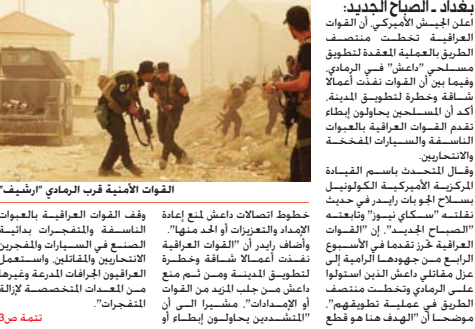 بغداد ـ الصباح الجديد:
اعلن الجيش الأميركي، أن القوات
العراقية تخطت منتصف
الطريق بالعملية المعقدة لتطويق
مسلحي "داعش" في الرمادي.
وفيما بين أن القوات نفذت أعمالا
شاقة وخطرة لتطويق المدينة،
أكد أن المسلحين يحاولون إبطاء
تقدم القوات العراقية بالعبوات
الناسفة والسيارات المفخخة
والانتحاريين.
وقال المتحدث باسم القيادة
المركزية الأميركية الكولونيل
بسلاح الجو بات رايدر في حديث
نقلته "سكاي نيوز" وتابعته
"الصباح الجديد"، إن "القوات
العراقية تحرز تقدما في الأسبوع
الرابع من جهودها الرامية إلى
عزل مقاتلي داعش الذين استولوا
على الرمادي وتخطت منتصف
الطريق في عملية تطويقهم".
موضحا أن "الهدف هنا هو قطع
القوات الأمنية قرب الرمادي "ارشيف"
خطوط اتصالات داعش لمنع إعادة
الإمداد والتعزيزات أو الحد منها".
وأضاف رايدر أن "القوات العراقية
نفذت أعمالا شاقة وخطرة
لتطويق المدينة ومن ثم منع
داعش من جلب المزيد من القوات
أو الإمدادات"، مشيرا الى أن
"المتشددين يحاولون إبطاء أو
وقف القوات العراقية بالعبوات
الناسفة والمتفجرات بدائية
الصنع في السيارات والمفجرين
الانتحاريين والمقاتلين، واستعمل
العراقيون الجرافات المدرعة وغيرها
من المعدات المتخصصة لإزالة
المتفجرات".
تتمة ص3